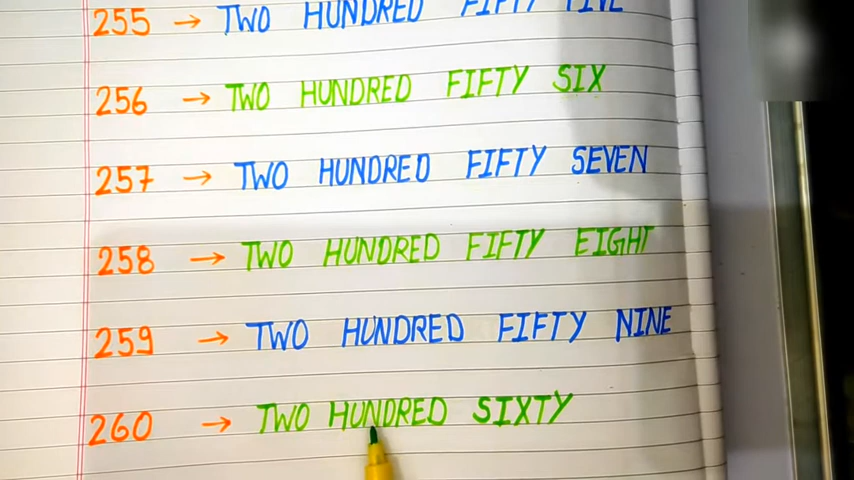 255 → TWO HUNDRED FIFTY FIVE
256 → TWO HUNDRED FIFTY SIX
257 → TWO HUNDRED FIFTY SEVEN
258 → TWO HUNDRED FIFTY EIGHT
259 → TWO HUNDRED FIFTY NINE
260 → TWO HUNDRED SIXTY